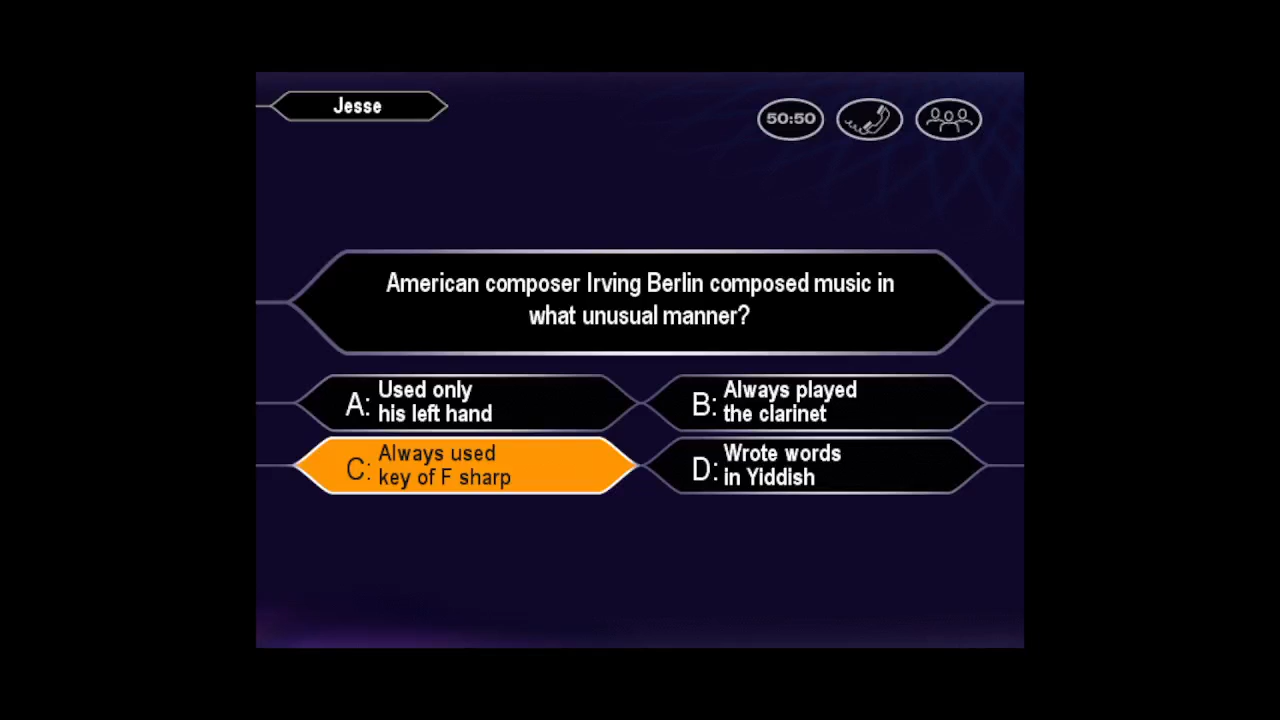 Jesse
50:50
American composer Irving Berlin composed music in
what unusual manner?
A: Used only
his left hand
B: Always played
the clarinet
C: Always used
key of F sharp
D: Wrote words
in Yiddish